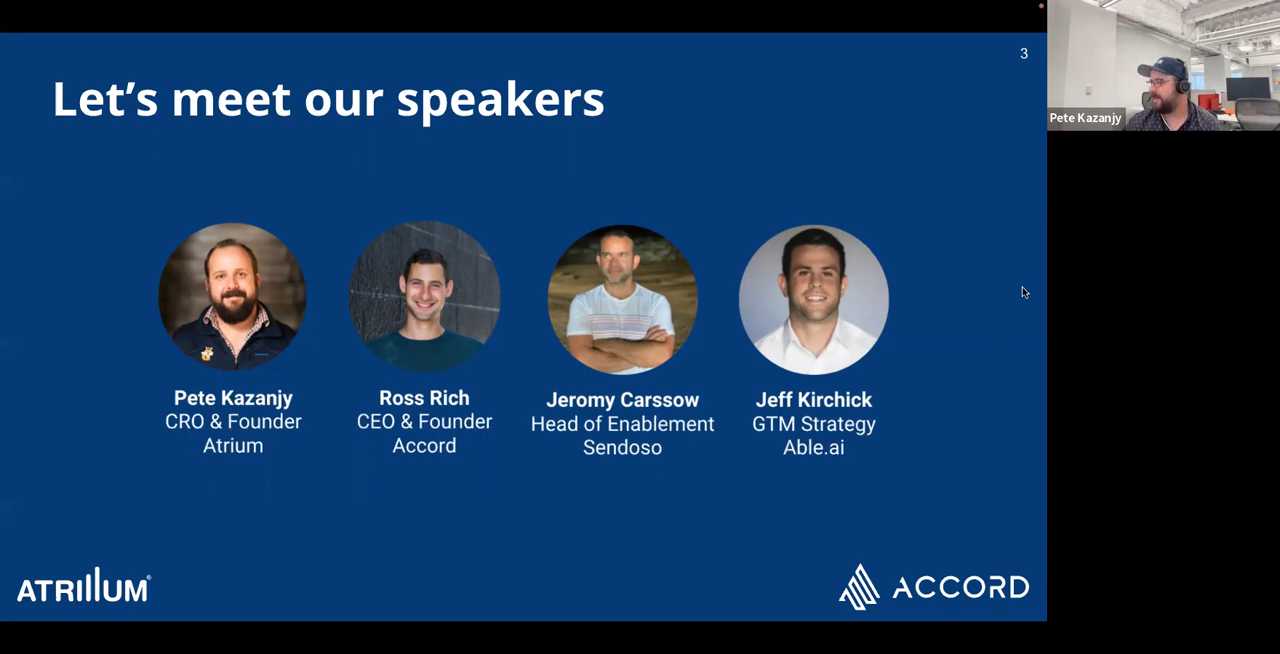 3
Let's meet our speakers
Pete Kazanjy
Pete Kazanjy
CRO & Founder
Atrium
Ross Rich
CEO & Founder
Accord
Jeromy Carssow
Head of Enablement
Sendoso
Jeff Kirchick
GTM Strategy
Able.ai
ATRIUM
ACCORD